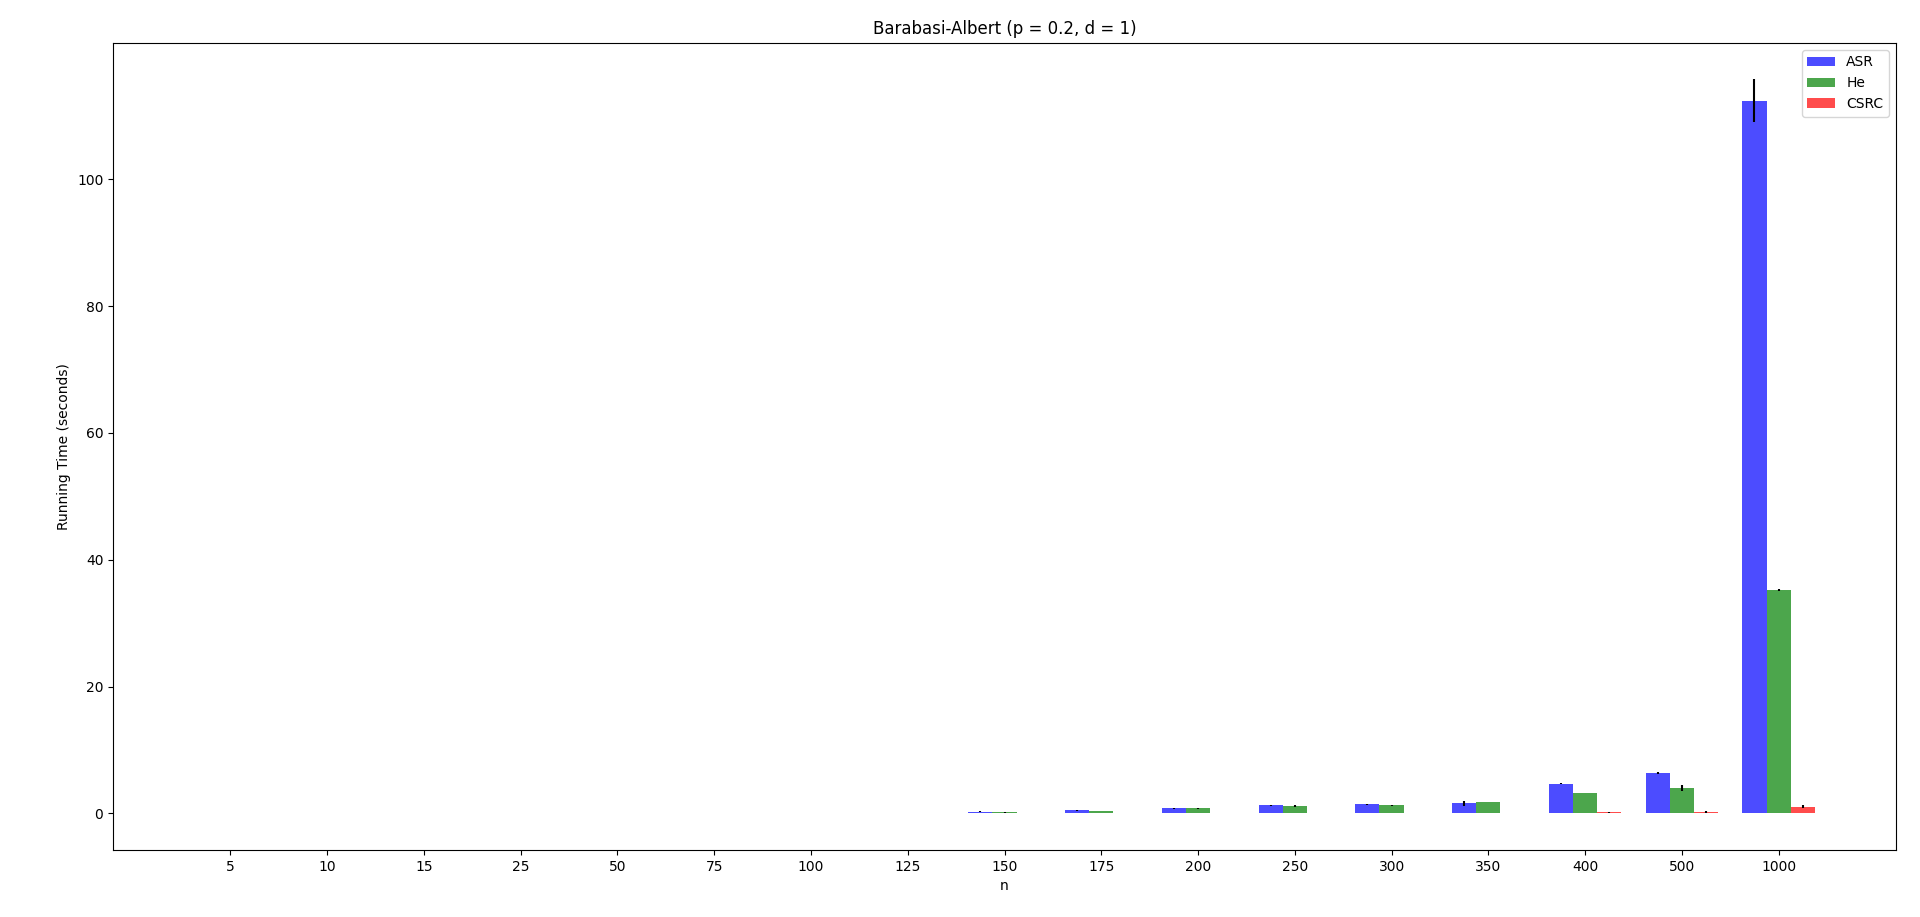 Barabasi-Albert (p = 0.2, d = 1)
ASR
He
CSRC
100
80
60
40
20
0
Running Time (seconds)
5 10 15 25 50 75 100 125 150 175 200 250 300 350 400 500 1000
n